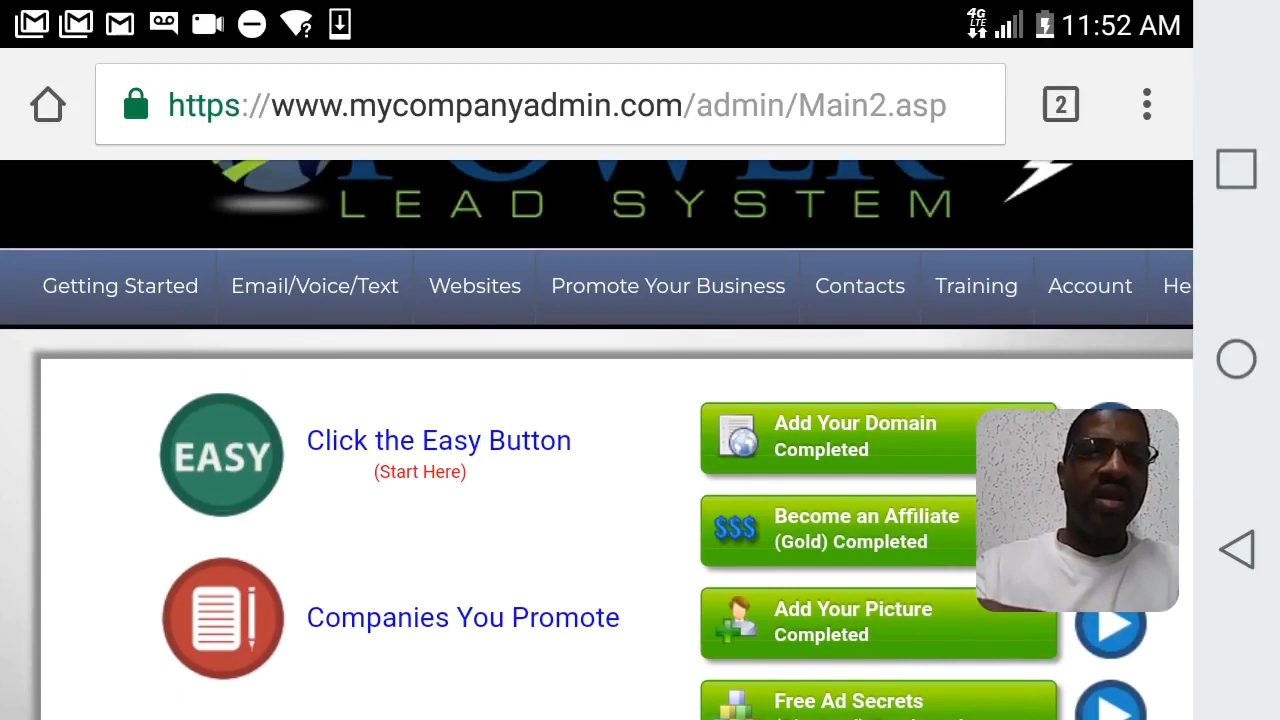 4G
LTE
11:52 AM
https://www.mycompanyadmin.com/admin/Main2.asp
2
POWER
LEAD SYSTEM
Getting Started
Email/Voice/Text
Websites
Promote Your Business
Contacts
Training
Account
He
EASY
Click the Easy Button
(Start Here)
Companies You Promote
Add Your Domain
Completed
$$$
Become an Affiliate
(Gold) Completed
Add Your Picture
Completed
Free Ad Secrets